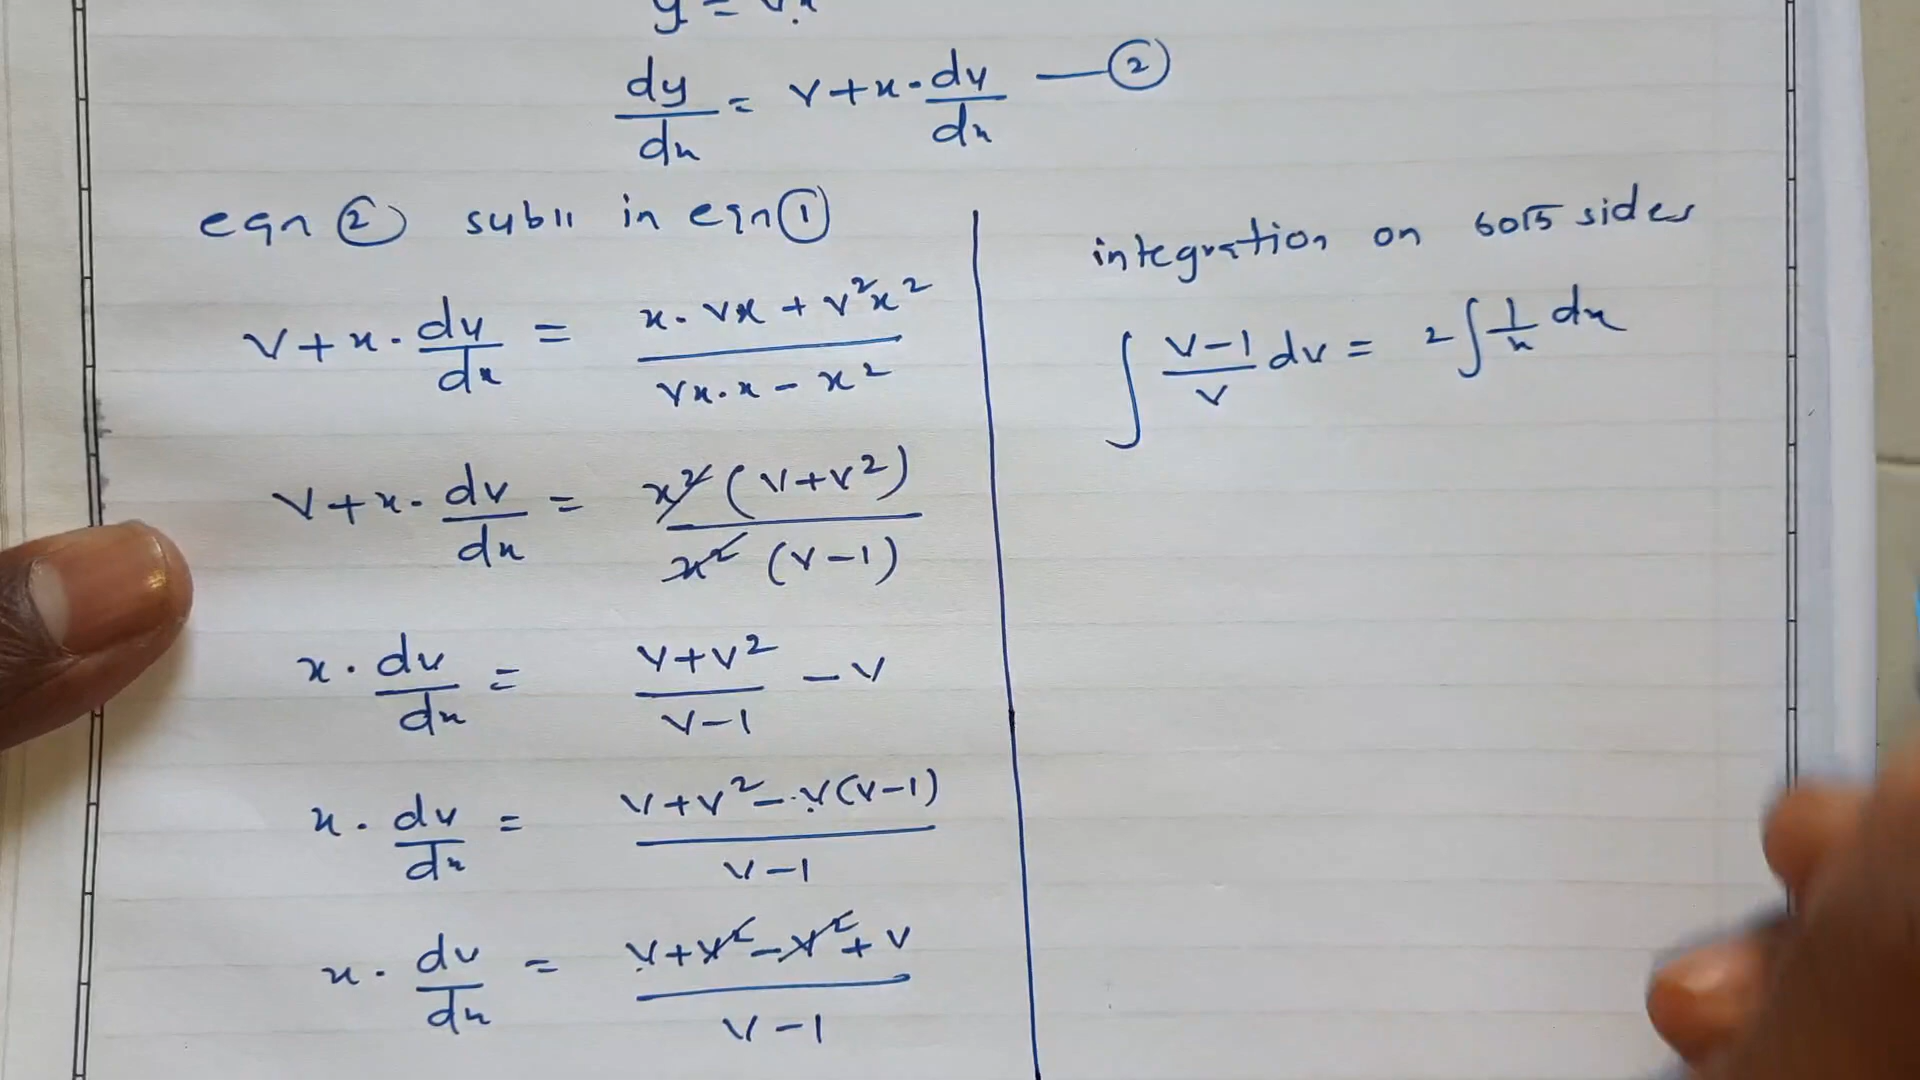 y = vx
dy/dx = v+x·dv/dx — ②
eqn ② sub11 in eqn ①
v+x·dv/dx = (x·vx + v²x²)/(vx·x - x²)
v+x·dv/dx = x²(v+v²)/x²(v-1)
x·dv/dx = (v+v²)/(v-1) - v
x·dv/dx = (v+v²-v(v-1))/(v-1)
x·dv/dx = (v+v²-v²+v)/(v-1)
integration on both sides
∫ (v-1)/v dv = 2∫ 1/x dx